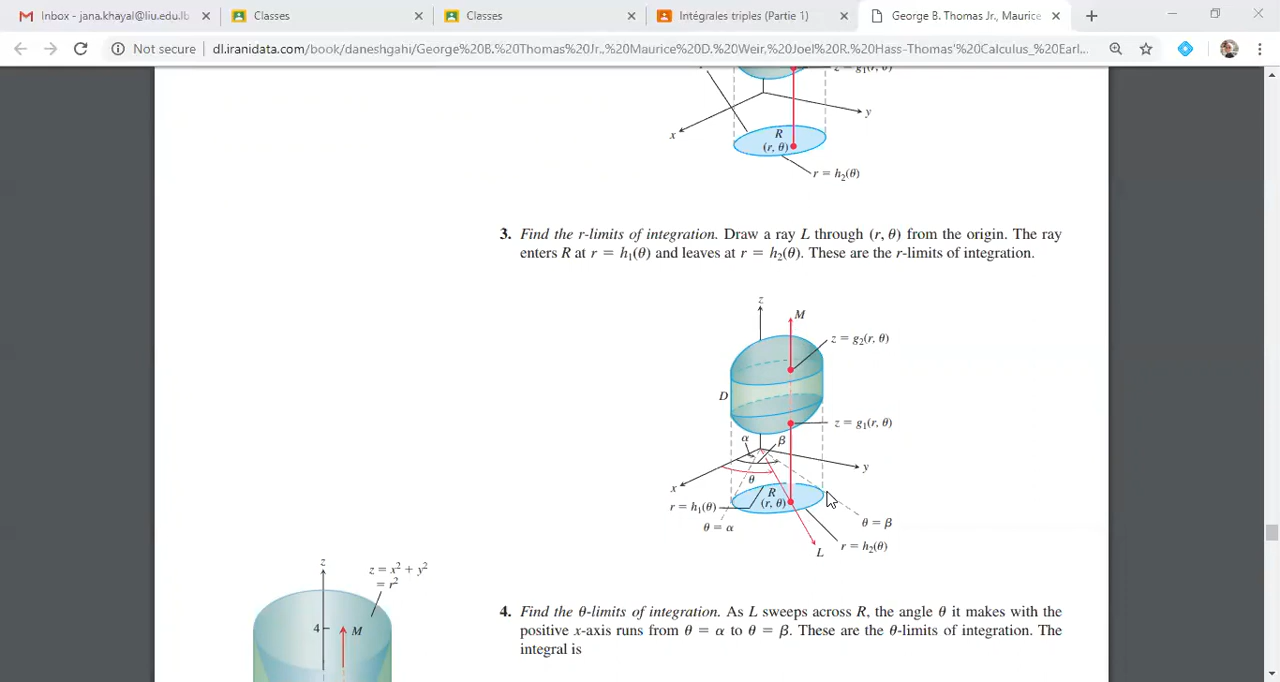 Inbox - jana.khayal@liu.edu.lb
Classes
Classes
Intégrales triples (Partie 1)
George B. Thomas Jr., Maurice
Not secure | dl.iranidata.com/book/daneshgahi/George%20B.%20Thomas%20Jr.,%20Maurice%20D.%20Weir,%20Joel%20R.%20Hass-Thomas'%20Calculus_%20Earl...
z = g₁(r, θ)
y
x
R
(r, θ)
r = h₂(θ)
3. Find the r-limits of integration. Draw a ray L through (r, θ) from the origin. The ray
enters R at r = h₁(θ) and leaves at r = h₂(θ). These are the r-limits of integration.
z
M
z = g₂(r, θ)
D
z = g₁(r, θ)
α
β
y
θ
x
R
(r, θ)
r = h₁(θ)
θ = α
θ = β
r = h₂(θ)
L
z
z = x² + y²
= r²
4
M
4. Find the θ-limits of integration. As L sweeps across R, the angle θ it makes with the
positive x-axis runs from θ = α to θ = β. These are the θ-limits of integration. The
integral is